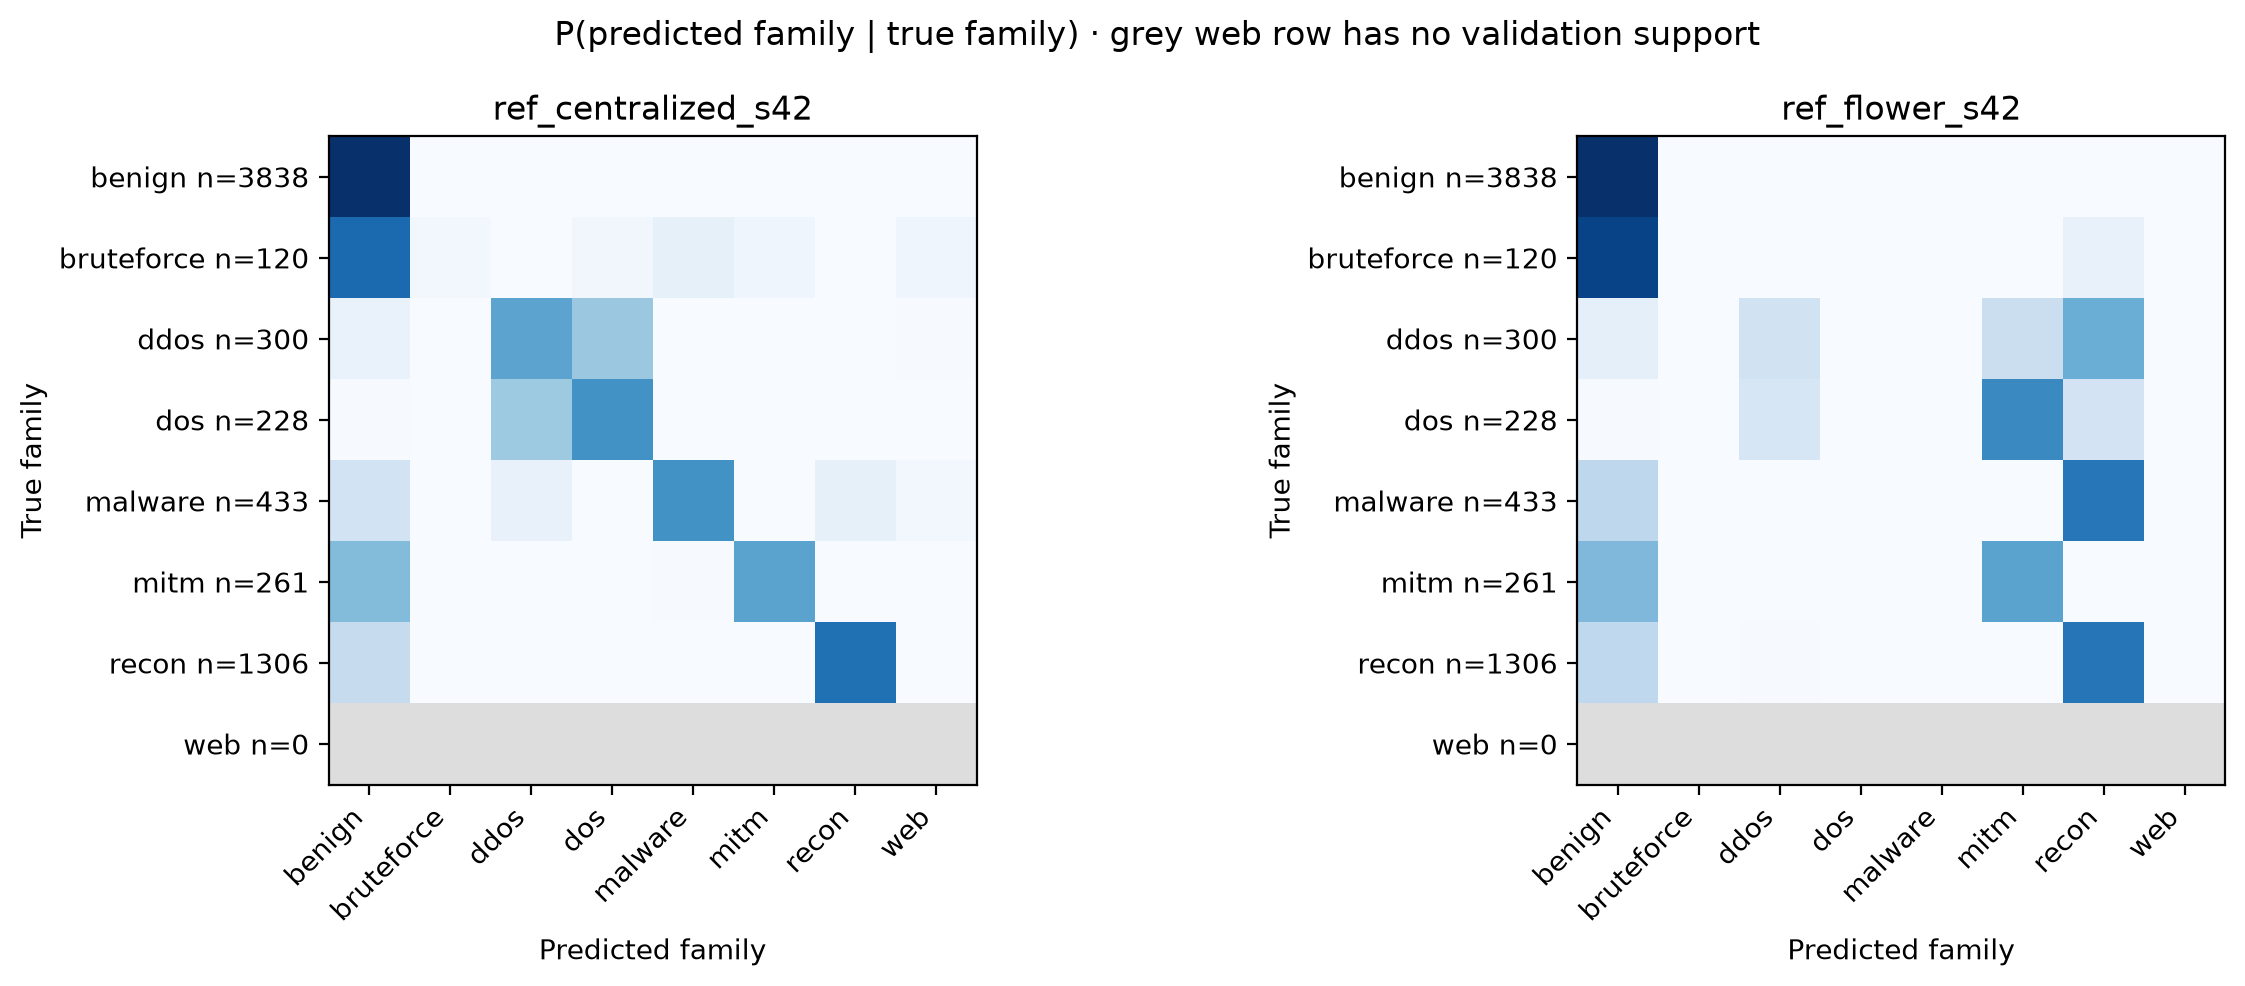 P(predicted family | true family) · grey web row has no validation support
ref_centralized_s42
True family
benign n=3838
bruteforce n=120
ddos n=300
dos n=228
malware n=433
mitm n=261
recon n=1306
web n=0
benign
bruteforce
ddos
dos
malware
mitm
recon
web
Predicted family
ref_flower_s42
True family
benign n=3838
bruteforce n=120
ddos n=300
dos n=228
malware n=433
mitm n=261
recon n=1306
web n=0
benign
bruteforce
ddos
dos
malware
mitm
recon
web
Predicted family